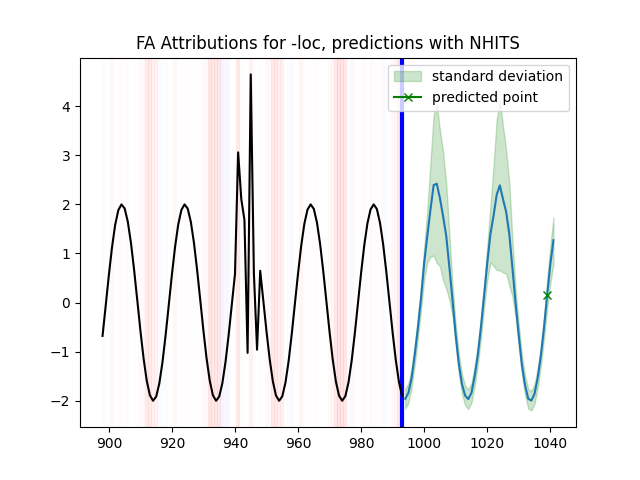 FA Attributions for -loc, predictions with NHITS
standard deviation
predicted point
4
3
2
1
0
−1
−2
900 920 940 960 980 1000 1020 1040